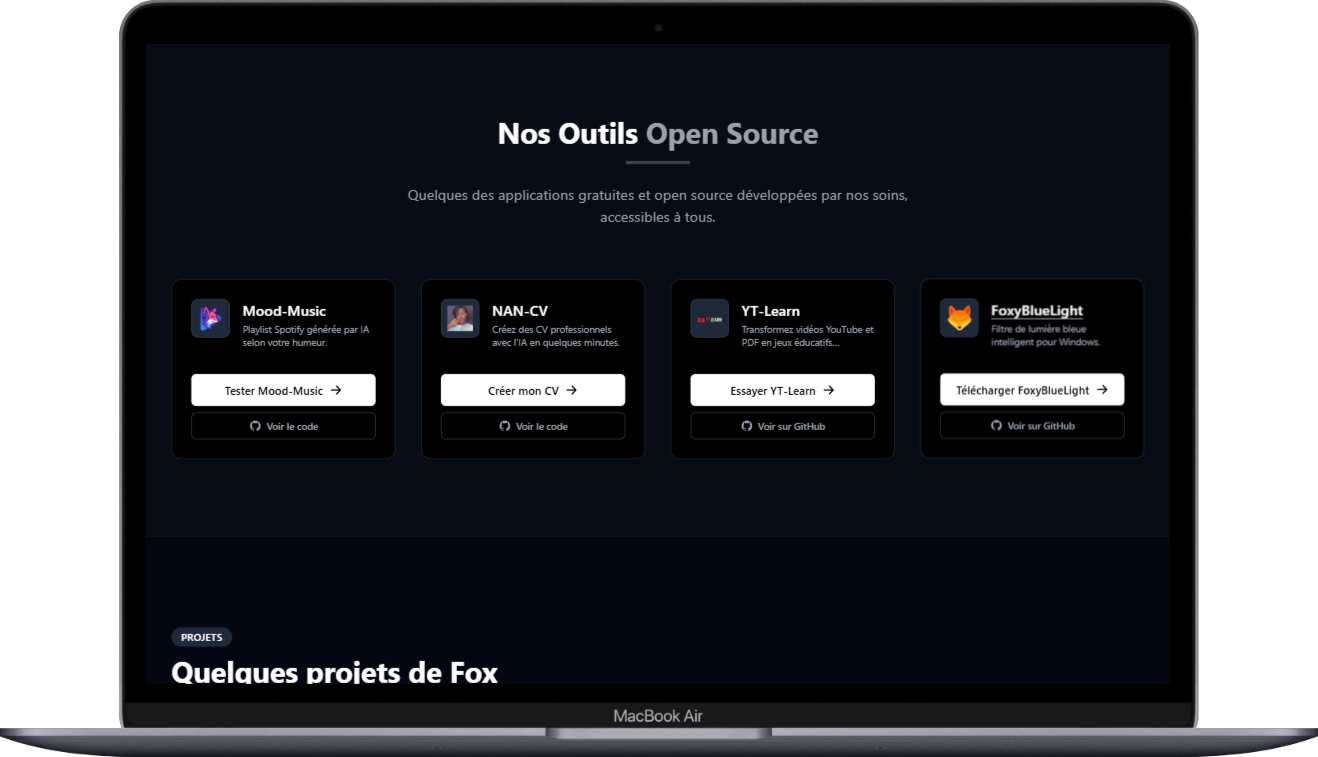 Nos Outils Open Source
Quelques des applications gratuites et open source développées par nos soins,
accessibles à tous.
Mood-Music
Playlist Spotify générée par IA
selon votre humeur.
Tester Mood-Music →
Voir le code
NAN-CV
Créez des CV professionnels
avec l'IA en quelques minutes.
Créer mon CV →
Voir le code
YT-Learn
Transformez vidéos YouTube et
PDF en jeux éducatifs...
Essayer YT-Learn →
Voir sur GitHub
FoxyBlueLight
Filtre de lumière bleue
intelligent pour Windows.
Télécharger FoxyBlueLight →
Voir sur GitHub
PROJETS
Quelques projets de Fox
MacBook Air